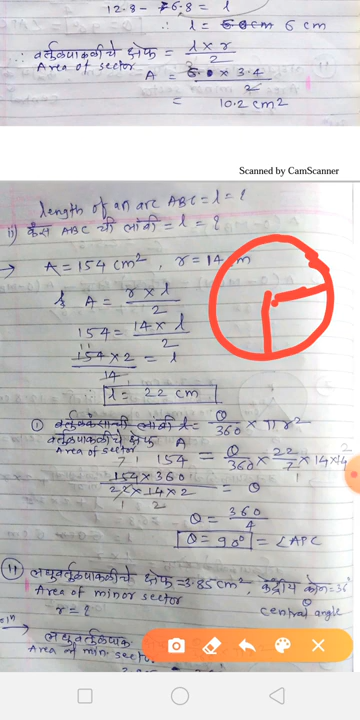 12.8 - 6.8 = l
∴ l = 6 cm
∴ वर्तुळपाकळीचे क्षेफ = l × r / 2
Area of sector
A = 6.0 × 3.4 / 2
= 10.2 cm2
Scanned by CamScanner
length of an arc ABC = l = ?
ii) कंस ABC ची लांबी = l = ?
→ A = 154 cm², r = 14 cm
A = r × l / 2
154 = 14 × l / 2
154 × 2 / 14 = l
l = 22 cm
① वर्तुळकंसाची लांबी l = θ / 360 × πr²
वर्तुळपाकळीचे क्षेफ A
Area of sector
154 = θ / 360 × 22 / 7 × 14 × 14
154 × 360 / 22 × 14 × 2 = θ
θ = 360 / 4
θ = 90° = ∠APC
लघुवर्तुळपाकळीचे क्षेफ = 3.85 cm², केंद्रीय कोन = 36°
Area of minor sector
central angle
r = ?
लघुवर्तुळपाक
Area of min sect